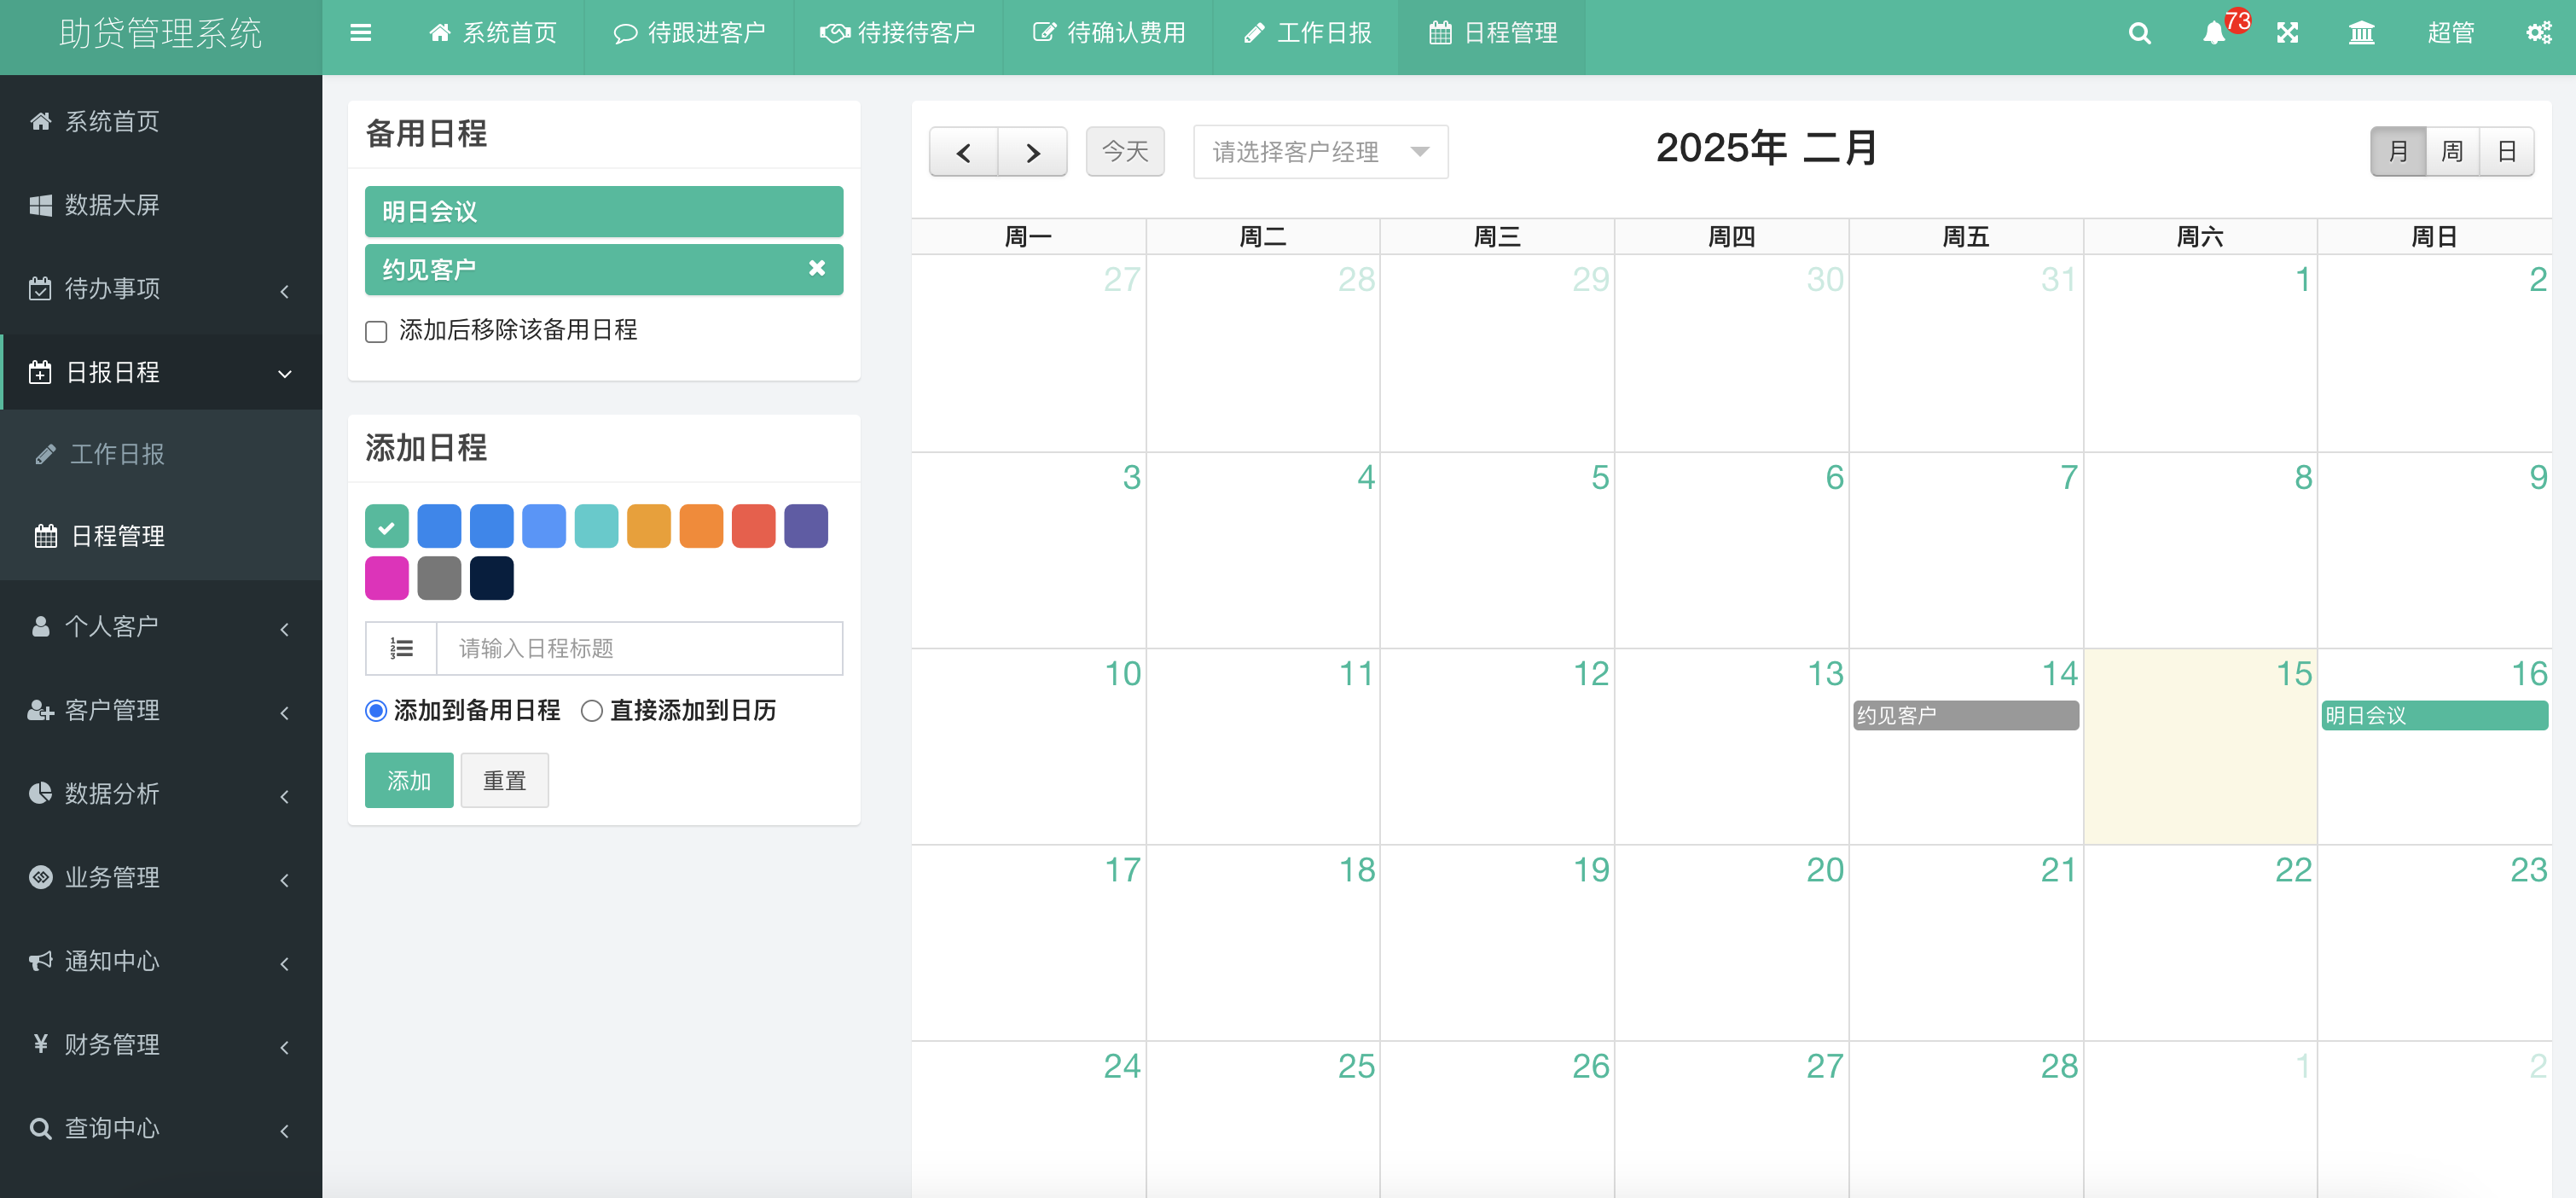 助贷管理系统
系统首页
待跟进客户
待接待客户
待确认费用
工作日报
日程管理
73
超管
系统首页
数据大屏
待办事项
日报日程
工作日报
日程管理
个人客户
客户管理
数据分析
业务管理
通知中心
财务管理
查询中心
备用日程
明日会议
约见客户
添加后移除该备用日程
添加日程
请输入日程标题
添加到备用日程 直接添加到日历
添加 重置
今天 请选择客户经理 2025年 二月 月 周 日
周一 周二 周三 周四 周五 周六 周日
27 28 29 30 31 1 2
3 4 5 6 7 8 9
10 11 12 13 14 15 16
约见客户 明日会议
17 18 19 20 21 22 23
24 25 26 27 28 1 2